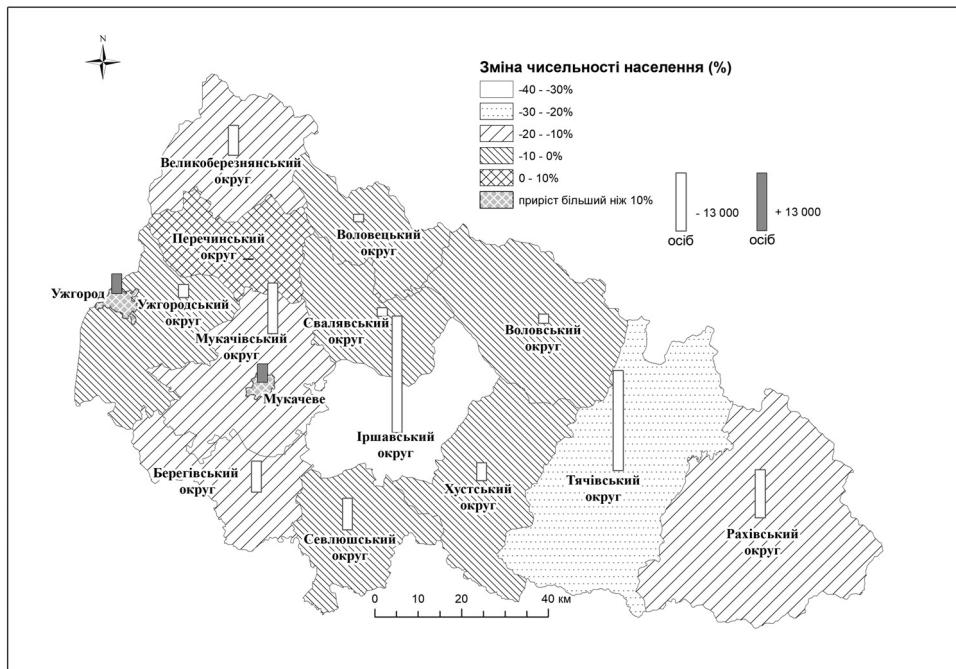 N
Зміна чисельності населення (%)
-40 - -30%
-30 - -20%
-20 - -10%
-10 - 0%
0 - 10%
приріст більший ніж 10%
- 13 000
осіб
+ 13 000
осіб
Великоберезнянський
округ
Перечинський
округ
Воловецький
округ
Ужгород
Ужгородський
округ
Мукачівський
округ
Свалявський
округ
Воловський
округ
Мукачеве
Іршавський
округ
Берегівський
округ
Хустський
округ
Тячівський
округ
Севлюшський
округ
Рахівський
округ
0 10 20 40 км